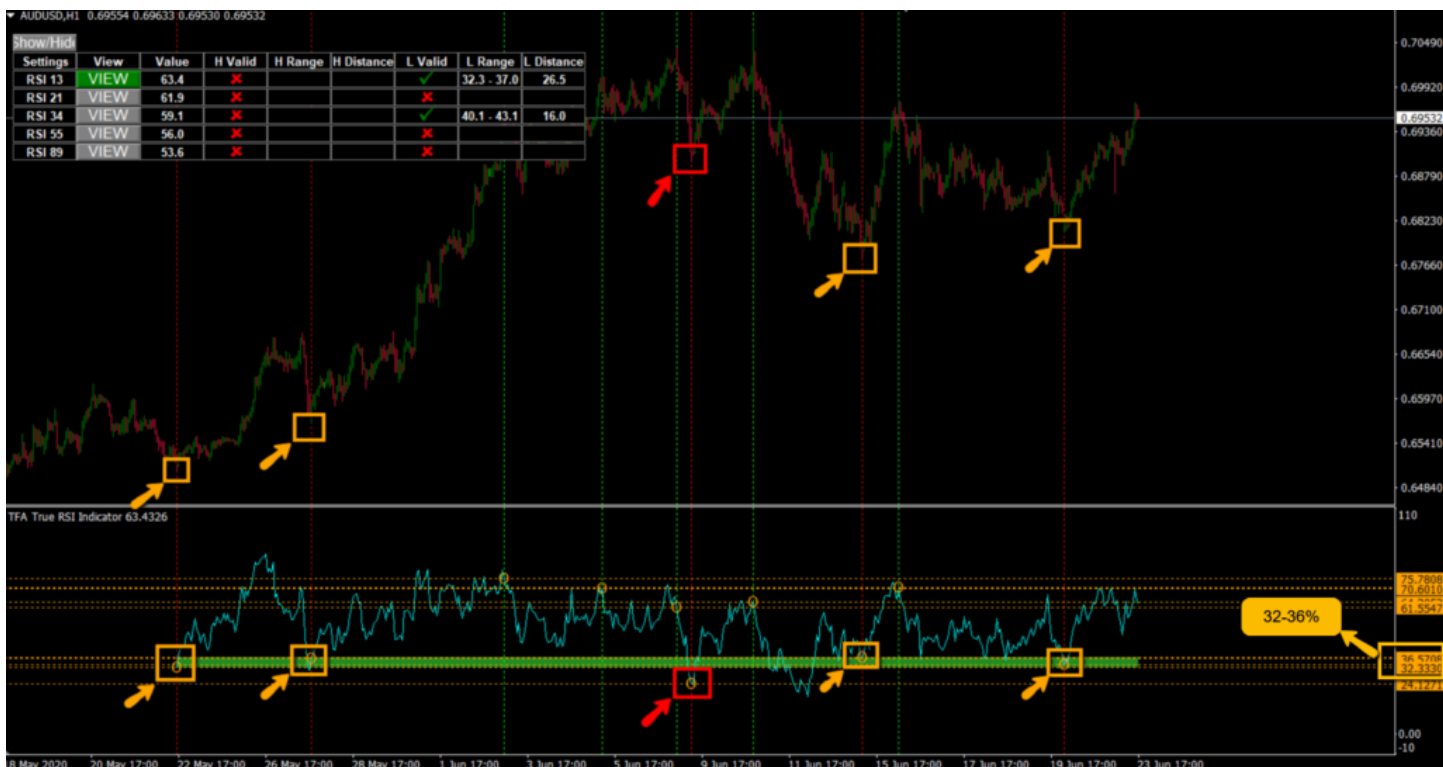 AUDUSD,H1 0.69554 0.69633 0.69530 0.69532
Show/Hide
Settings View Value H Valid H Range H Distance L Valid L Range L Distance
RSI 13 VIEW 63.4 32.3 - 37.0 26.5
RSI 21 VIEW 61.9
RSI 34 VIEW 59.1 40.1 - 43.1 16.0
RSI 55 VIEW 56.0
RSI 89 VIEW 53.6
0.70490
0.69920
0.69532
0.69360
0.68790
0.68230
0.67660
0.67100
0.66540
0.65970
0.65410
0.64840
TFA True RSI Indicator 63.4326
110
75.7808
70.6010
61.5547
32-36%
36.5708
32.3330
24.1271
0.00
-10
8 May 2020 20 May 17:00 22 May 17:00 26 May 17:00 28 May 17:00 1 Jun 17:00 3 Jun 17:00 5 Jun 17:00 9 Jun 17:00 11 Jun 17:00 15 Jun 17:00 17 Jun 17:00 19 Jun 17:00 23 Jun 17:00